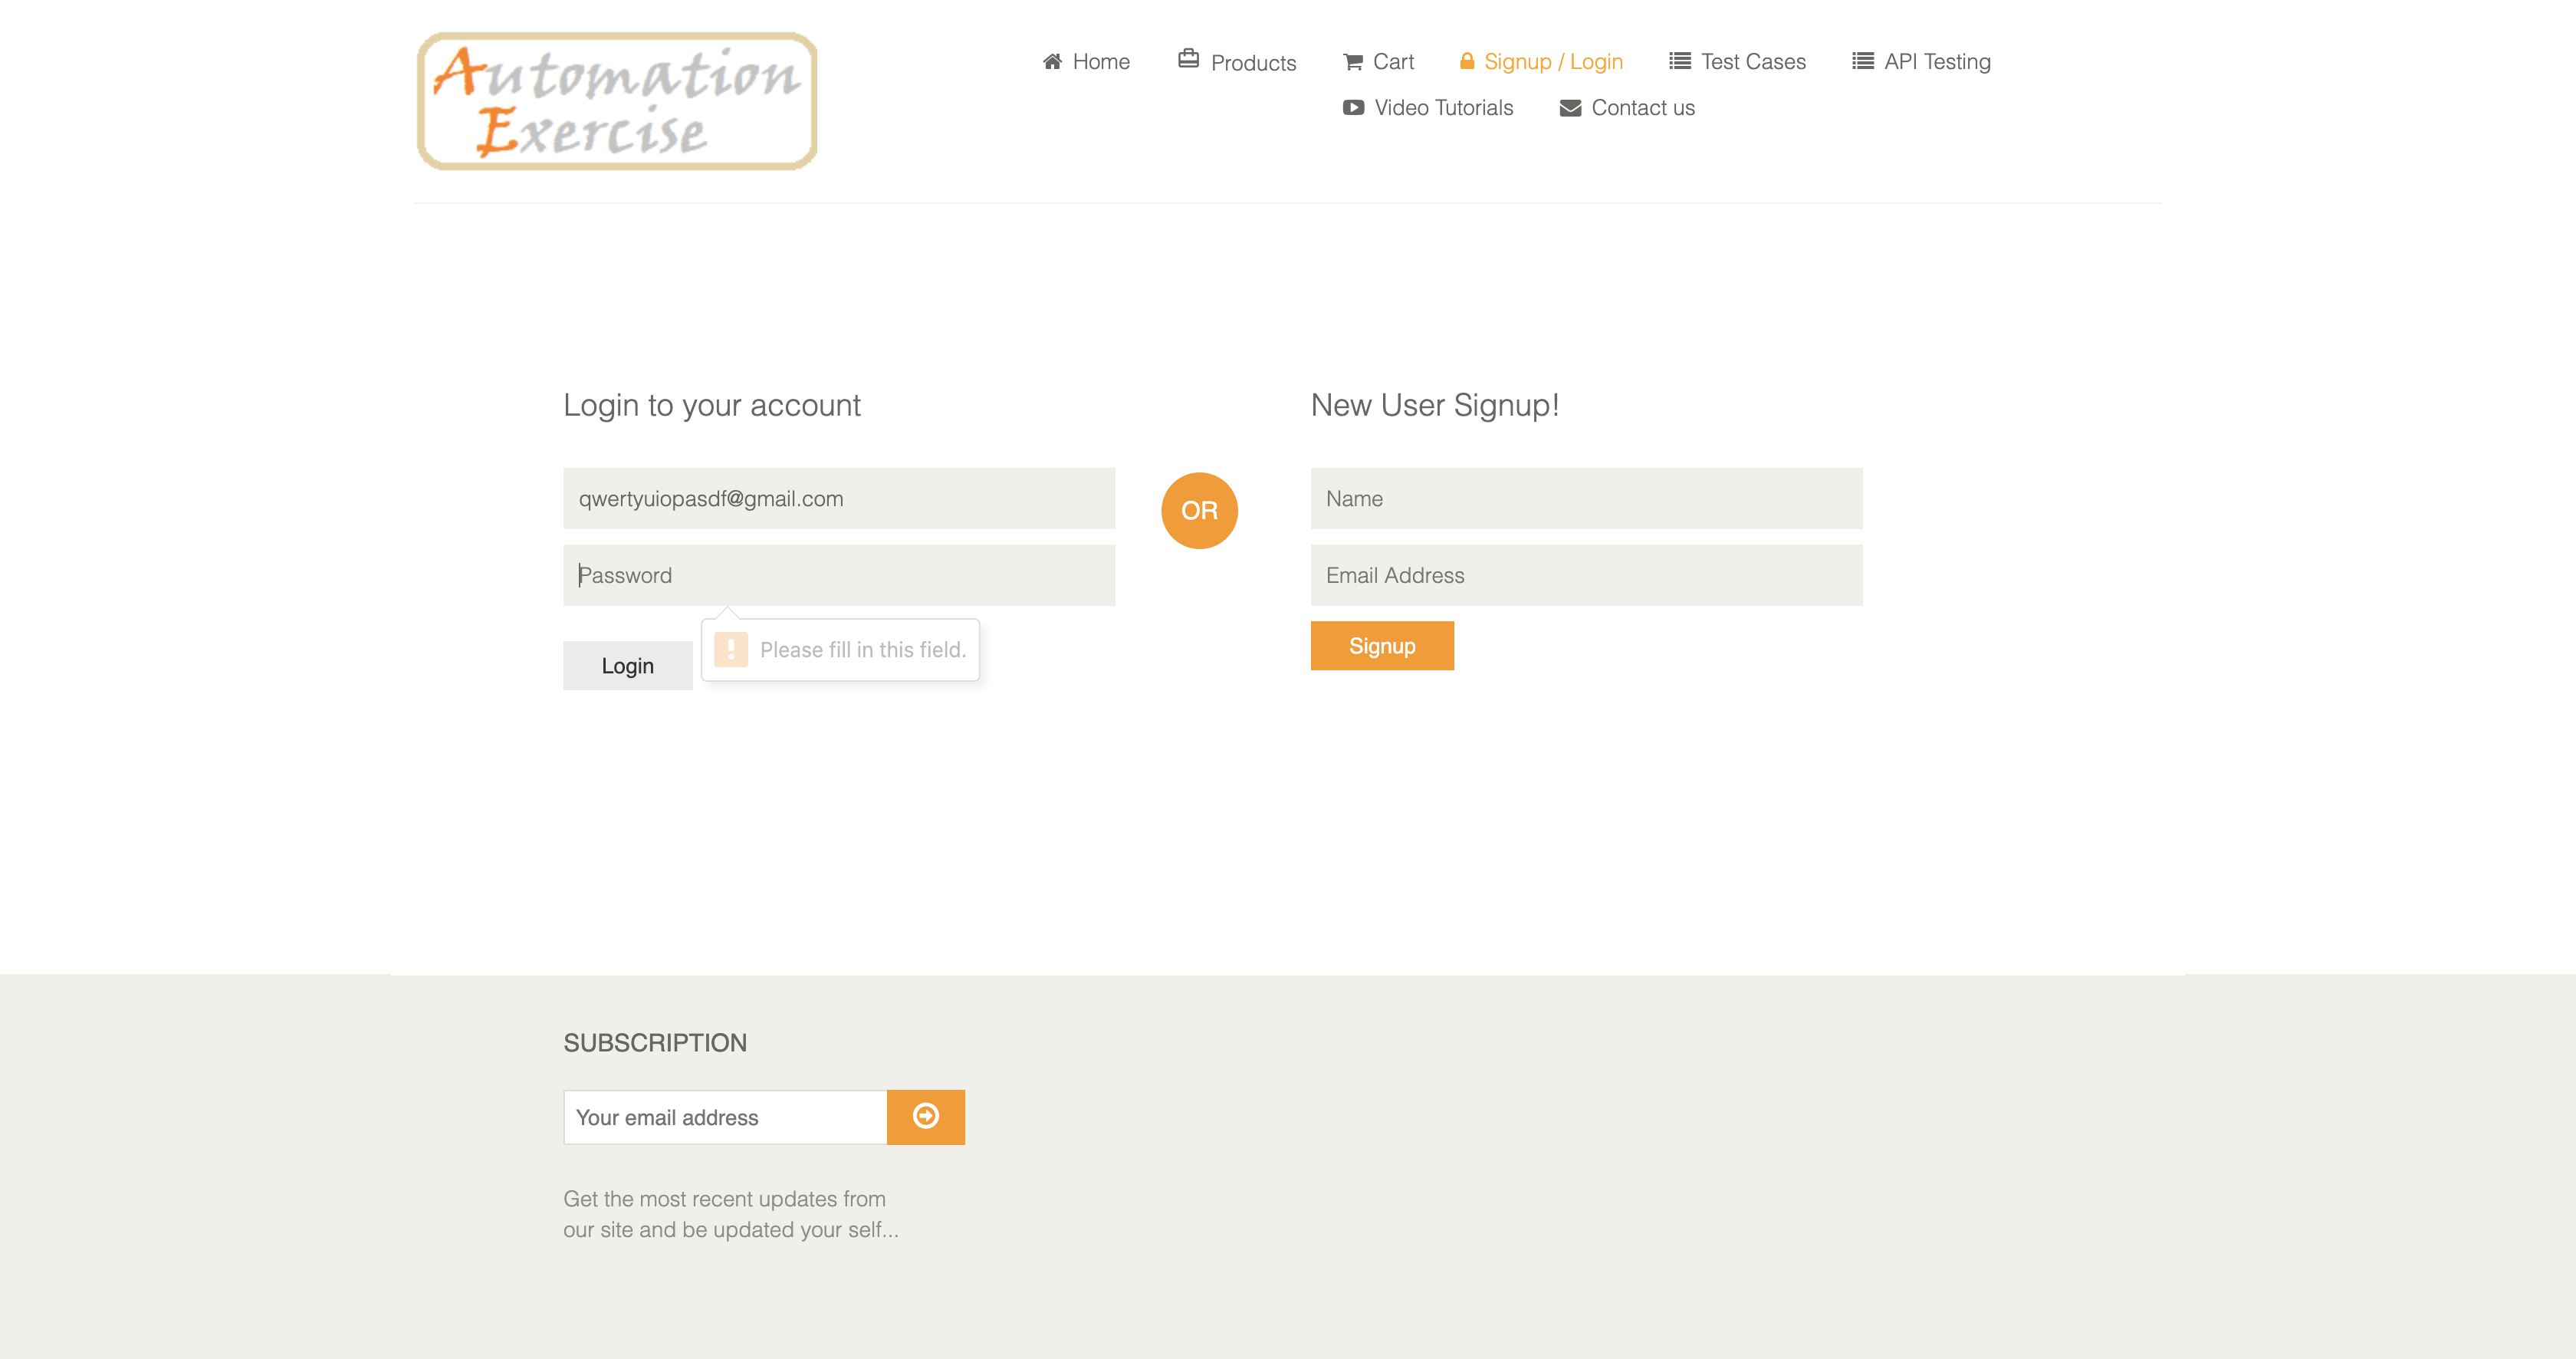 Automation
Exercise
Home
Products
Cart
Signup / Login
Test Cases
API Testing
Video Tutorials
Contact us
Login to your account
qwertyuiopasdf@gmail.com
Password
Please fill in this field.
Login
OR
New User Signup!
Name
Email Address
Signup
SUBSCRIPTION
Your email address
Get the most recent updates from
our site and be updated your self...